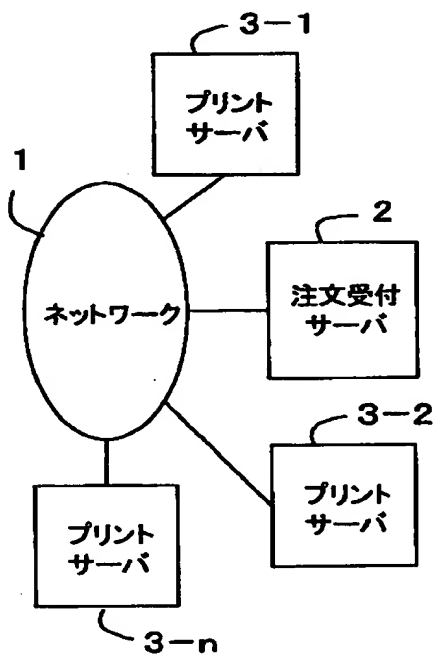 3-1
プリント
サーバ
1
2
ネットワーク
注文受付
サーバ
3-2
プリント
サーバ
プリント
サーバ
3-n